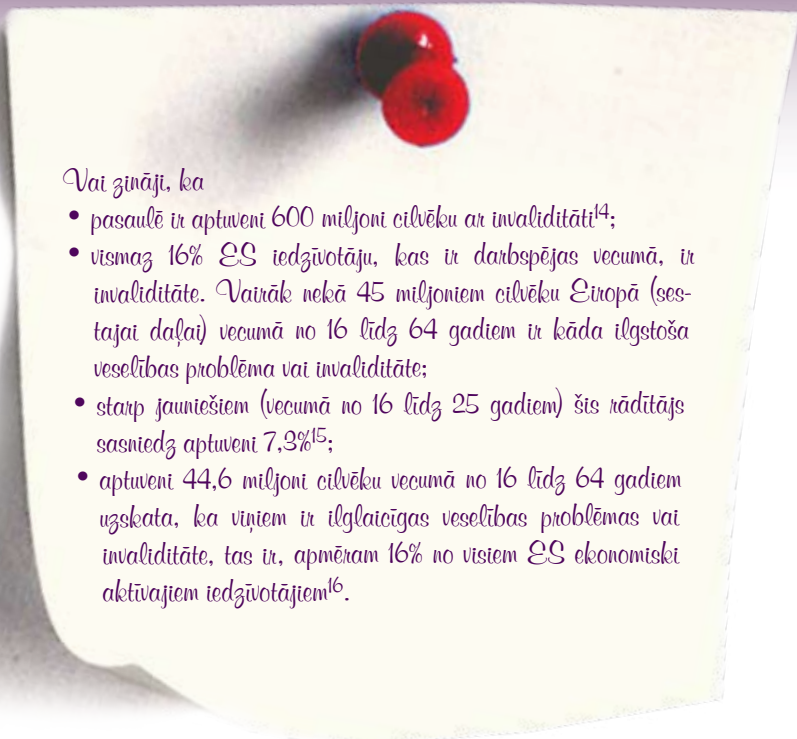 Vai zināji, ka
• pasaulē ir aptuveni 600 miljoni cilvēku ar invaliditāti¹⁴;
• vismaz 16% ES iedzīvotāju, kas ir darbspējas vecumā, ir
invaliditāte. Vairāk nekā 45 miljoniem cilvēku Eiropā (ses-
tajai daļai) vecumā no 16 līdz 64 gadiem ir kāda ilgstoša
veselības problēma vai invaliditāte;
• starp jauniešiem (vecumā no 16 līdz 25 gadiem) šis rādītājs
sasniedz aptuveni 7,3%¹⁵;
• aptuveni 44,6 miljoni cilvēku vecumā no 16 līdz 64 gadiem
uzskata, ka viņiem ir ilglaicīgas veselības problēmas vai
invaliditāte, tas ir, apmēram 16% no visiem ES ekonomiski
aktīvajiem iedzīvotājiem¹⁶.